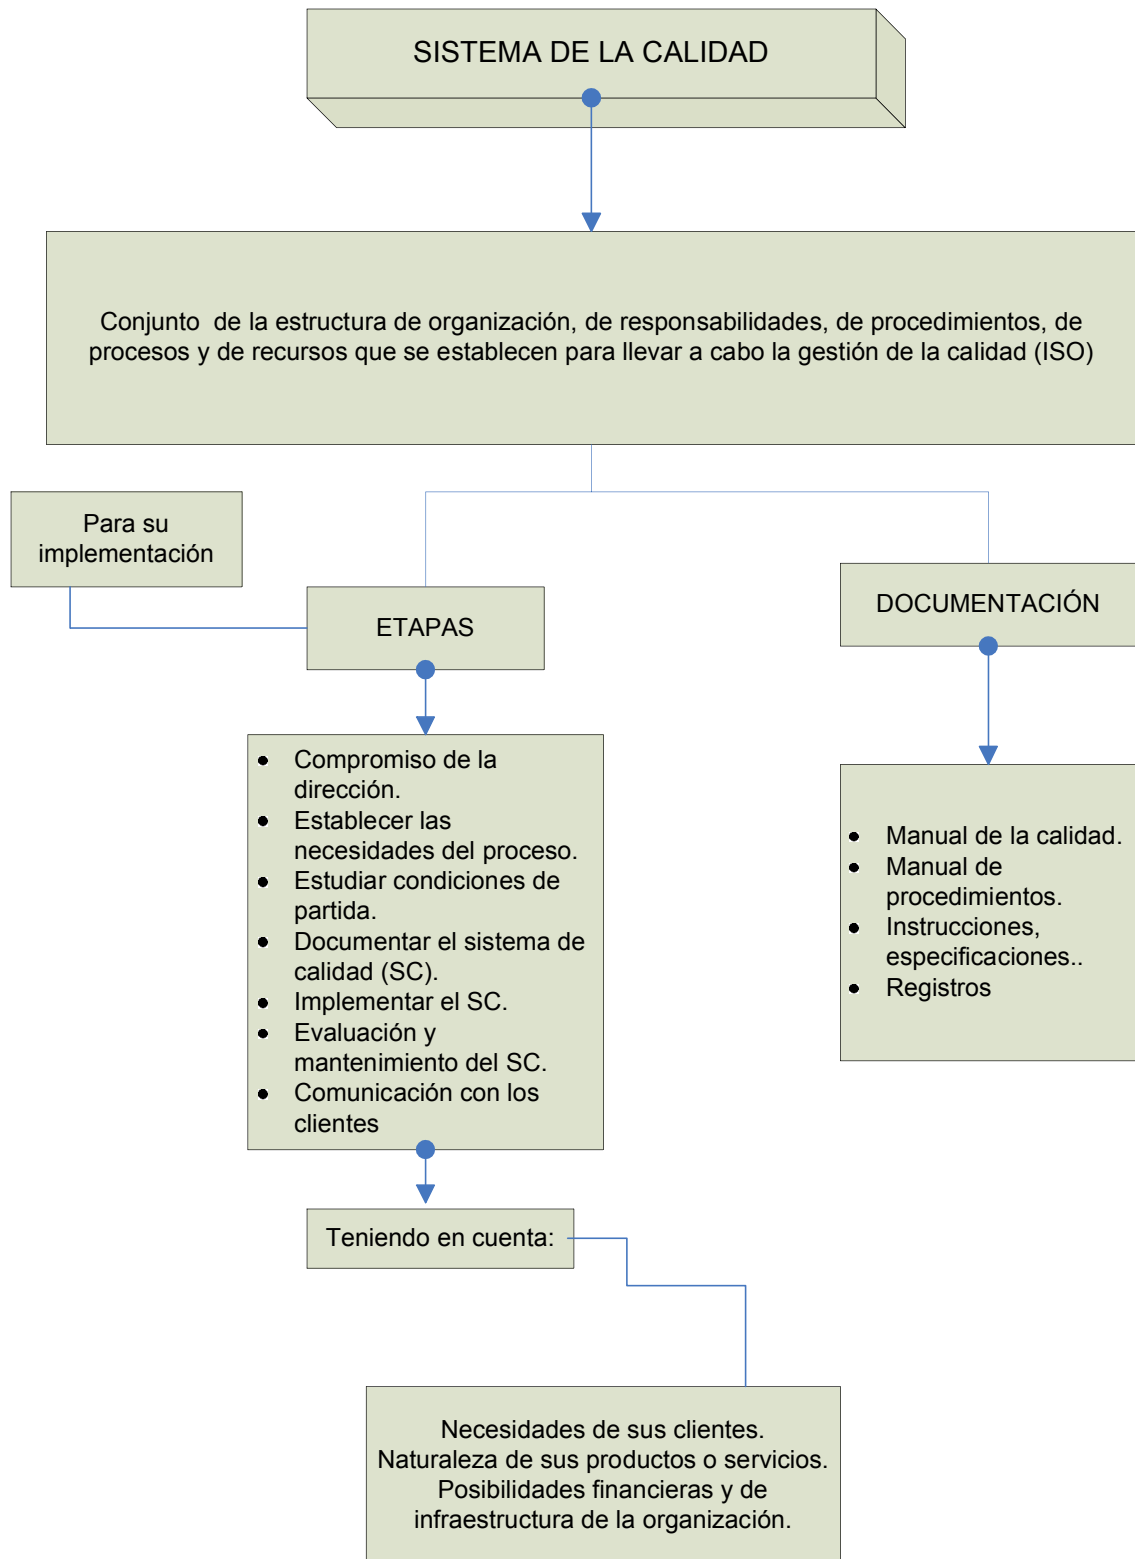 SISTEMA DE LA CALIDAD
Conjunto  de la estructura de organización, de responsabilidades, de procedimientos, de
procesos y de recursos que se establecen para llevar a cabo la gestión de la calidad (ISO)
Para su
implementación
ETAPAS
DOCUMENTACIÓN
• Compromiso de la
dirección.
• Establecer las
necesidades del proceso.
• Estudiar condiciones de
partida.
• Documentar el sistema de
calidad (SC).
• Implementar el SC.
• Evaluación y
mantenimiento del SC.
• Comunicación con los
clientes
• Manual de la calidad.
• Manual de
procedimientos.
• Instrucciones,
especificaciones..
• Registros
Teniendo en cuenta:
Necesidades de sus clientes.
Naturaleza de sus productos o servicios.
Posibilidades financieras y de
infraestructura de la organización.